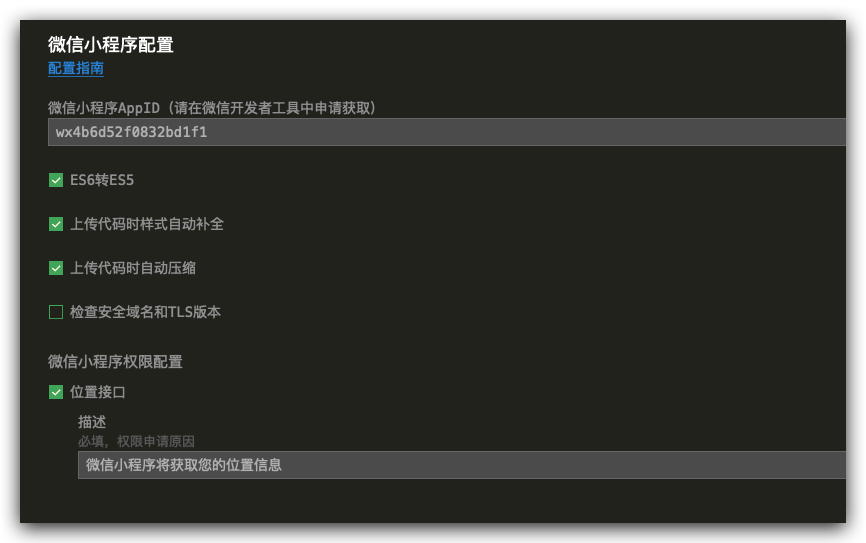 微信小程序配置
配置指南
微信小程序AppID（请在微信开发者工具中申请获取）
wx4b6d52f0832bd1f1
ES6转ES5
上传代码时样式自动补全
上传代码时自动压缩
检查安全域名和TLS版本
微信小程序权限配置
位置接口
描述
必填，权限申请原因
微信小程序将获取您的位置信息